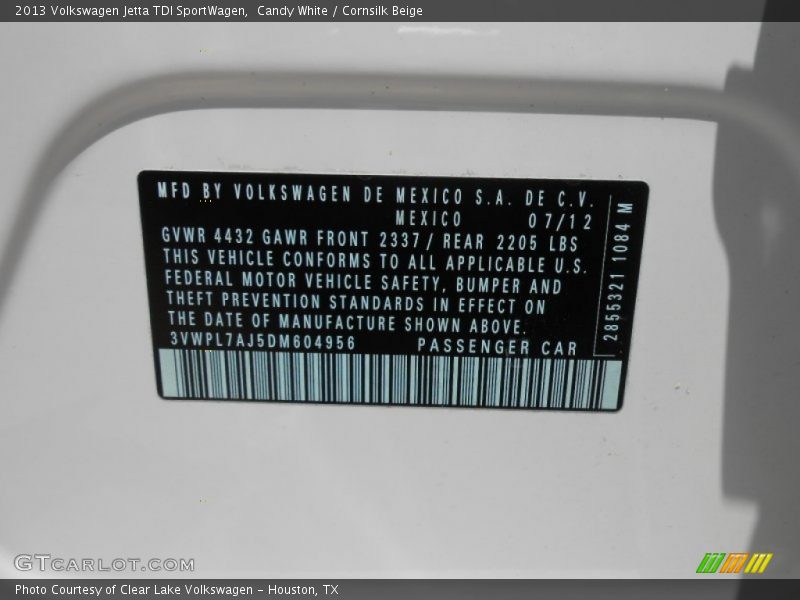 2013 Volkswagen Jetta TDI SportWagen,  Candy White / Cornsilk Beige
MFD BY VOLKSWAGEN DE MEXICO S.A. DE C.V.
MEXICO 07/12
GVWR 4432 GAWR FRONT 2337/ REAR 2205 LBS
THIS VEHICLE CONFORMS TO ALL APPLICABLE U.S.
FEDERAL MOTOR VEHICLE SAFETY, BUMPER AND
THEFT PREVENTION STANDARDS IN EFFECT ON
THE DATE OF MANUFACTURE SHOWN ABOVE.
3VWPL7AJ5DM604956 PASSENGER CAR
2855321 1084 M
GTCARLOT.COM
Photo Courtesy of Clear Lake Volkswagen – Houston, TX